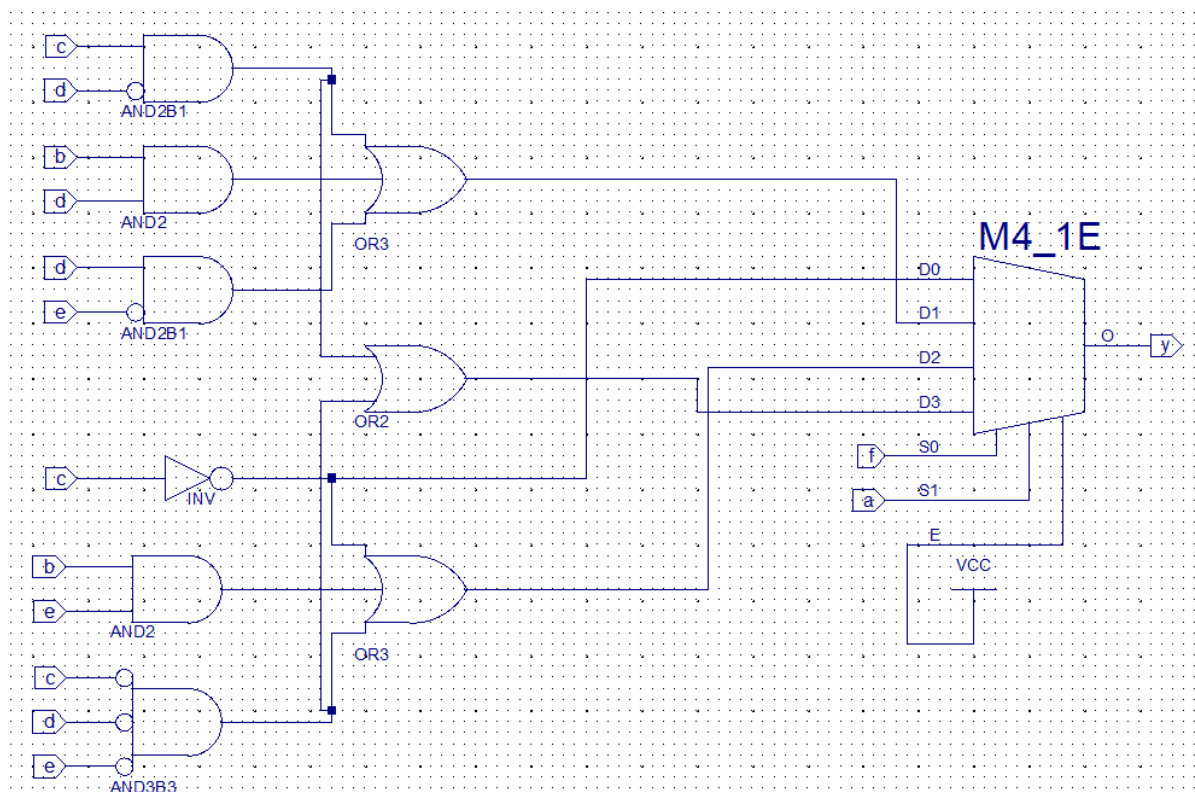 c
d
AND2B1
b
d
AND2
OR3
d
e
AND2B1
M4_1E
D0
D1
O
y
D2
D3
OR2
f
S0
c
INV
a
S1
E
VCC
b
e
AND2
OR3
c
d
e
AND3B3